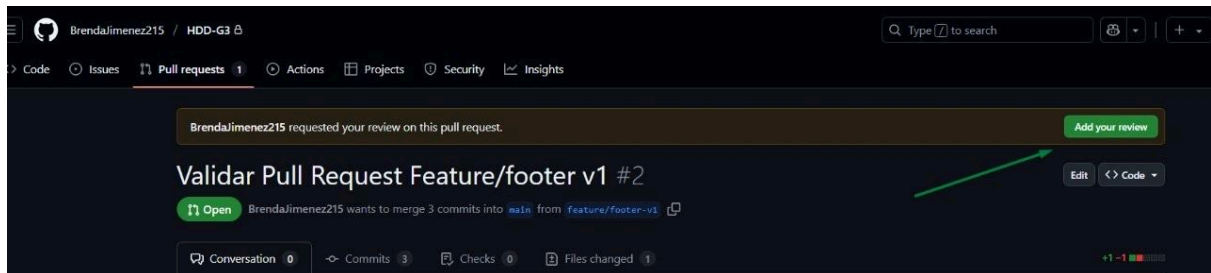 BrendaJimenez215 / HDD-G3
Type / to search
Code Issues Pull requests 1 Actions Projects Security Insights
BrendaJimenez215 requested your review on this pull request.
Add your review
Validar Pull Request Feature/footer v1 #2
Edit <> Code
Open BrendaJimenez215 wants to merge 3 commits into main from feature/footer-v1
Conversation 0 Commits 3 Checks 0 Files changed 1
+1 −1